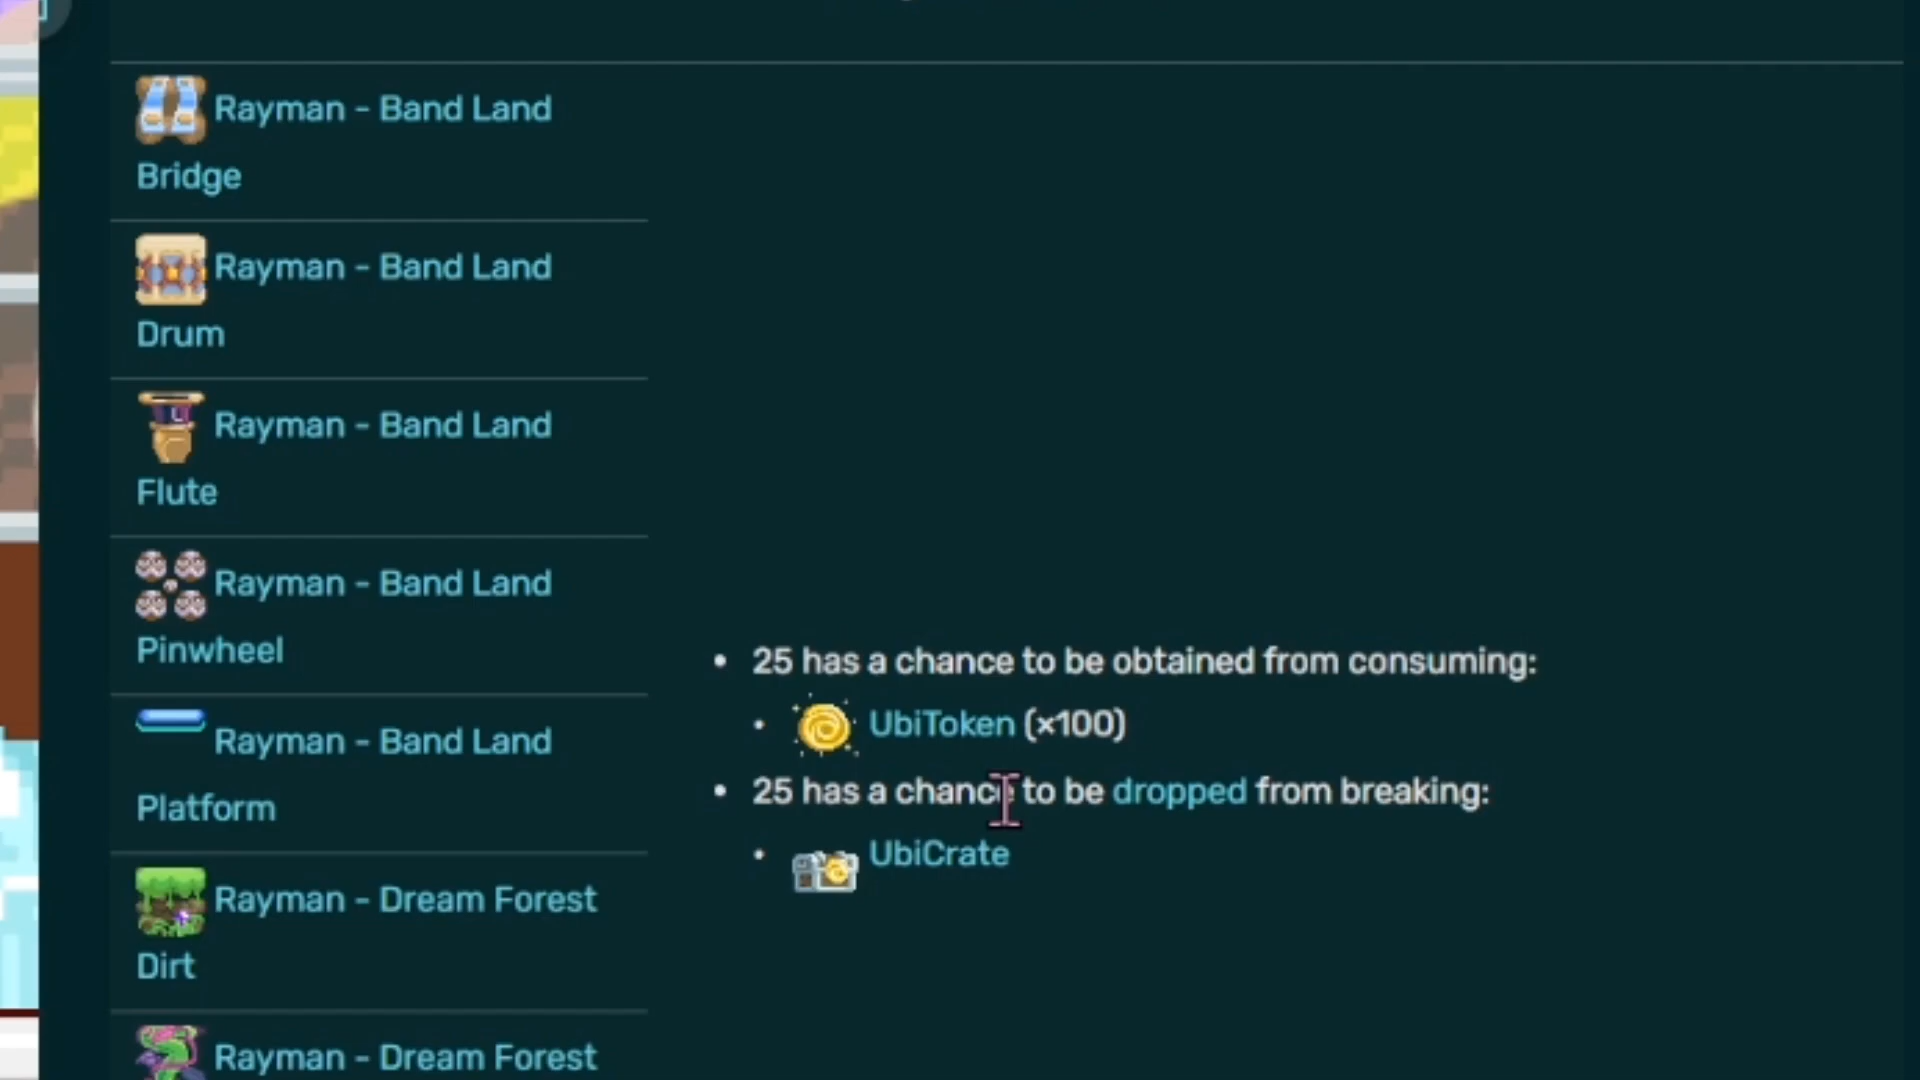 Rayman - Band Land
Bridge
Rayman - Band Land
Drum
Rayman - Band Land
Flute
Rayman - Band Land
Pinwheel
Rayman - Band Land
Platform
Rayman - Dream Forest
Dirt
Rayman - Dream Forest
• 25 has a chance to be obtained from consuming:
• UbiToken (×100)
• 25 has a chance to be dropped from breaking:
• UbiCrate